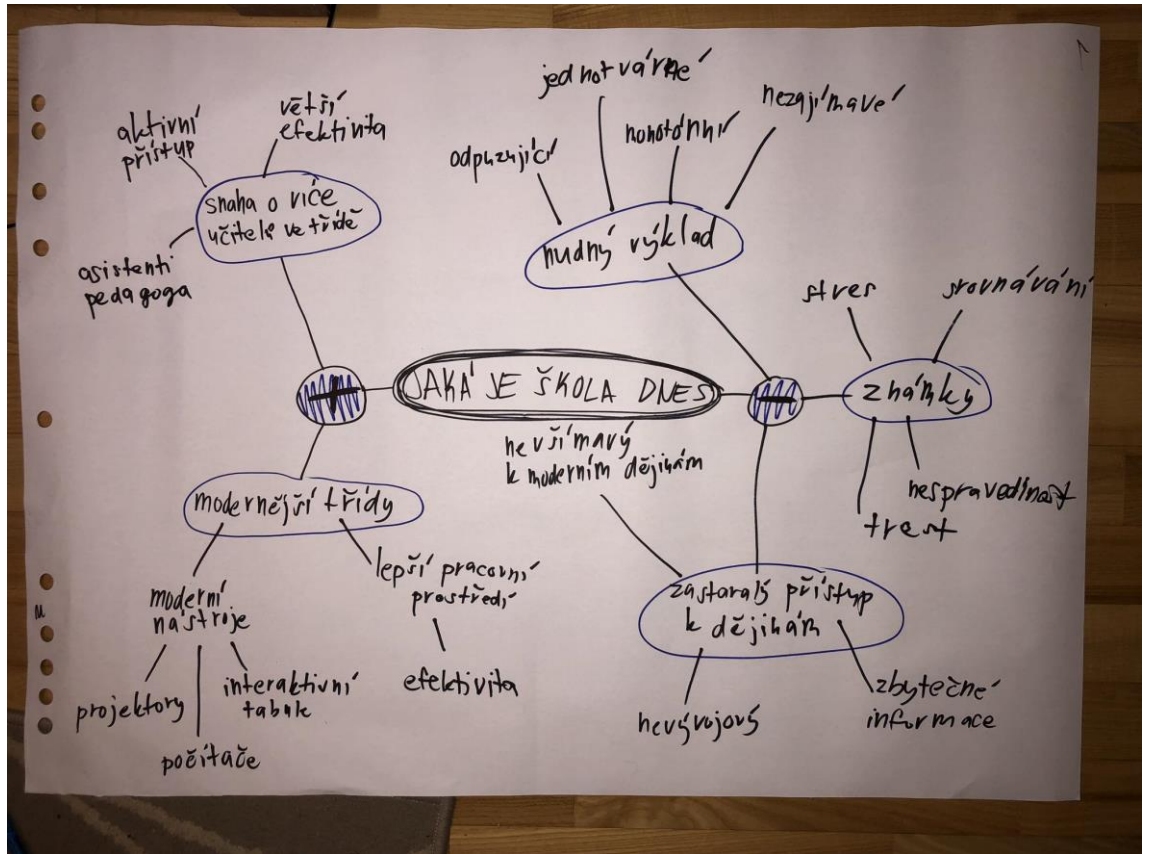 jednotvárné
větší
efektivita
nezajímavé
aktivní
přístup
monotónní
odpuzující
snaha o více
učitelů ve třídě
nudný výklad
asistenti
pedagoga
stres
srovnávání
+
JAKÁ JE ŠKOLA DNES
-
známky
nevšímavý
k moderním dějinám
modernější třídy
nespravedlnost
trest
lepší pracovní
prostředí
zastaralý přístup
k dějinám
moderní
nástroje
efektivita
interaktivní
tabule
zbytečné
informace
projektory
nevývojový
počítače